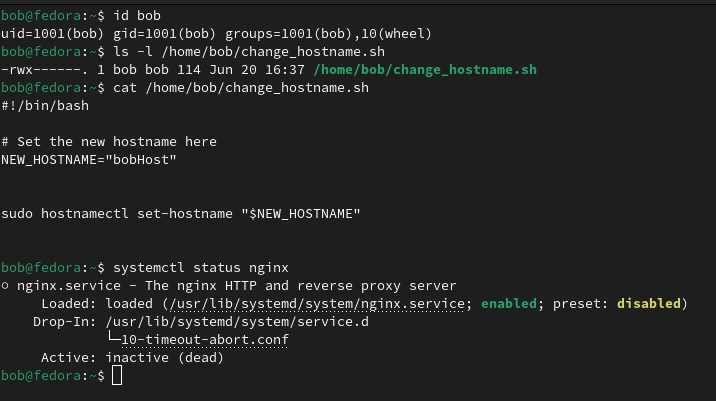 bob@fedora:~$ id bob
uid=1001(bob) gid=1001(bob) groups=1001(bob),10(wheel)
bob@fedora:~$ ls -l /home/bob/change_hostname.sh
-rwx------. 1 bob bob 114 Jun 20 16:37 /home/bob/change_hostname.sh
bob@fedora:~$ cat /home/bob/change_hostname.sh
#!/bin/bash
# Set the new hostname here
NEW_HOSTNAME="bobHost"
sudo hostnamectl set-hostname "$NEW_HOSTNAME"
bob@fedora:~$ systemctl status nginx
○ nginx.service - The nginx HTTP and reverse proxy server
Loaded: loaded (/usr/lib/systemd/system/nginx.service; enabled; preset: disabled)
Drop-In: /usr/lib/systemd/system/service.d
└─10-timeout-abort.conf
Active: inactive (dead)
bob@fedora:~$